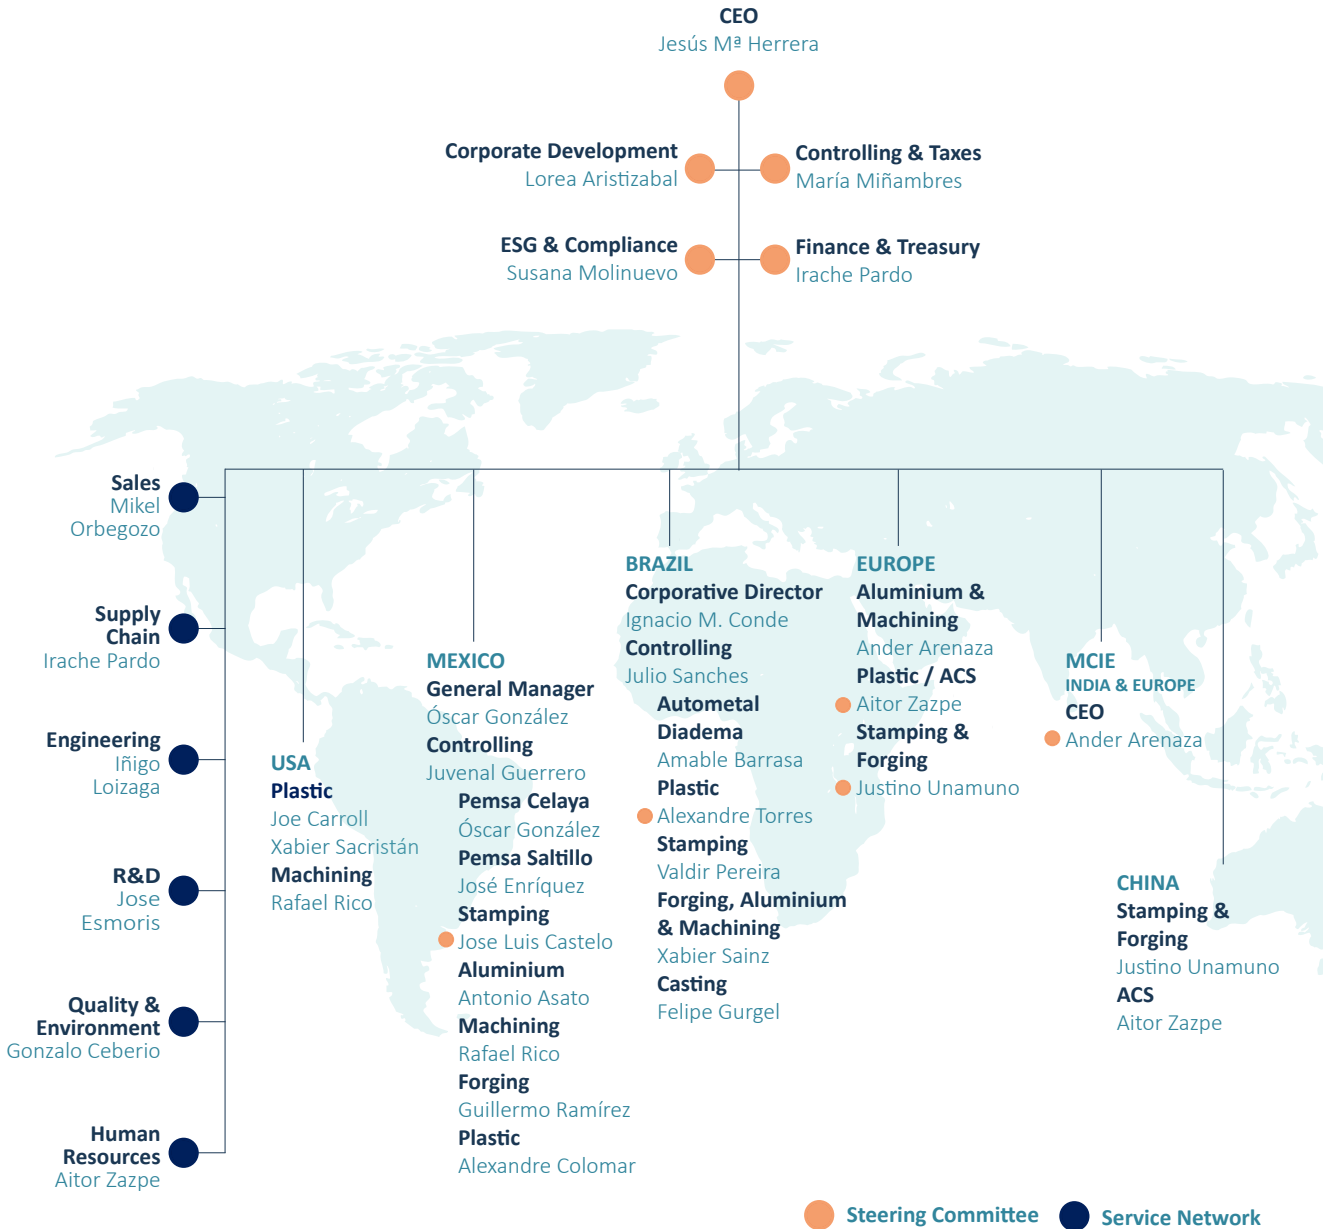 CEO
Jesús Mª Herrera
Corporate Development
Lorea Aristizabal
Controlling & Taxes
María Miñambres
ESG & Compliance
Susana Molinuevo
Finance & Treasury
Irache Pardo
Sales
Mikel
Orbegozo
Supply
Chain
Irache Pardo
Engineering
Iñigo
Loizaga
R&D
Jose
Esmoris
Quality &
Environment
Gonzalo Ceberio
Human
Resources
Aitor Zazpe
USA
Plastic
Joe Carroll
Xabier Sacristán
Machining
Rafael Rico
MEXICO
General Manager
Óscar González
Controlling
Juvenal Guerrero
Pemsa Celaya
Óscar González
Pemsa Saltillo
José Enríquez
Stamping
Jose Luis Castelo
Aluminium
Antonio Asato
Machining
Rafael Rico
Forging
Guillermo Ramírez
Plastic
Alexandre Colomar
BRAZIL
Corporative Director
Ignacio M. Conde
Controlling
Julio Sanches
Autometal
Diadema
Amable Barrasa
Plastic
Alexandre Torres
Stamping
Valdir Pereira
Forging, Aluminium
& Machining
Xabier Sainz
Casting
Felipe Gurgel
EUROPE
Aluminium &
Machining
Ander Arenaza
Plastic / ACS
Aitor Zazpe
Stamping &
Forging
Justino Unamuno
MCIE
INDIA & EUROPE
CEO
Ander Arenaza
CHINA
Stamping &
Forging
Justino Unamuno
ACS
Aitor Zazpe
Steering Committee
Service Network